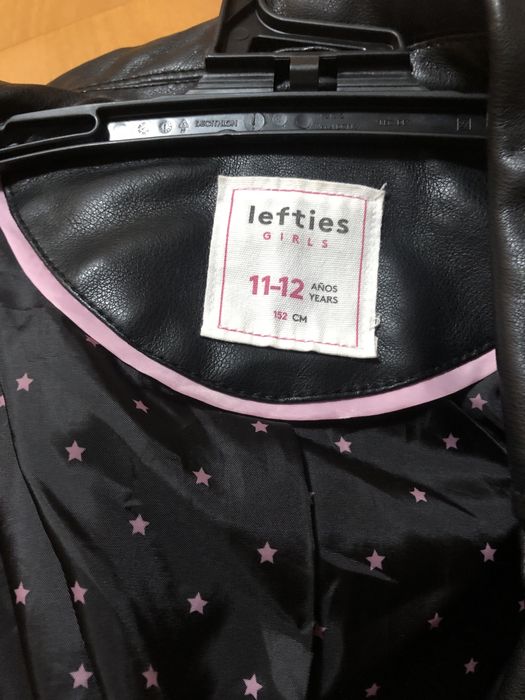 DECATHLON
lefties
GIRLS
11-12 AÑOS
YEARS
152 CM